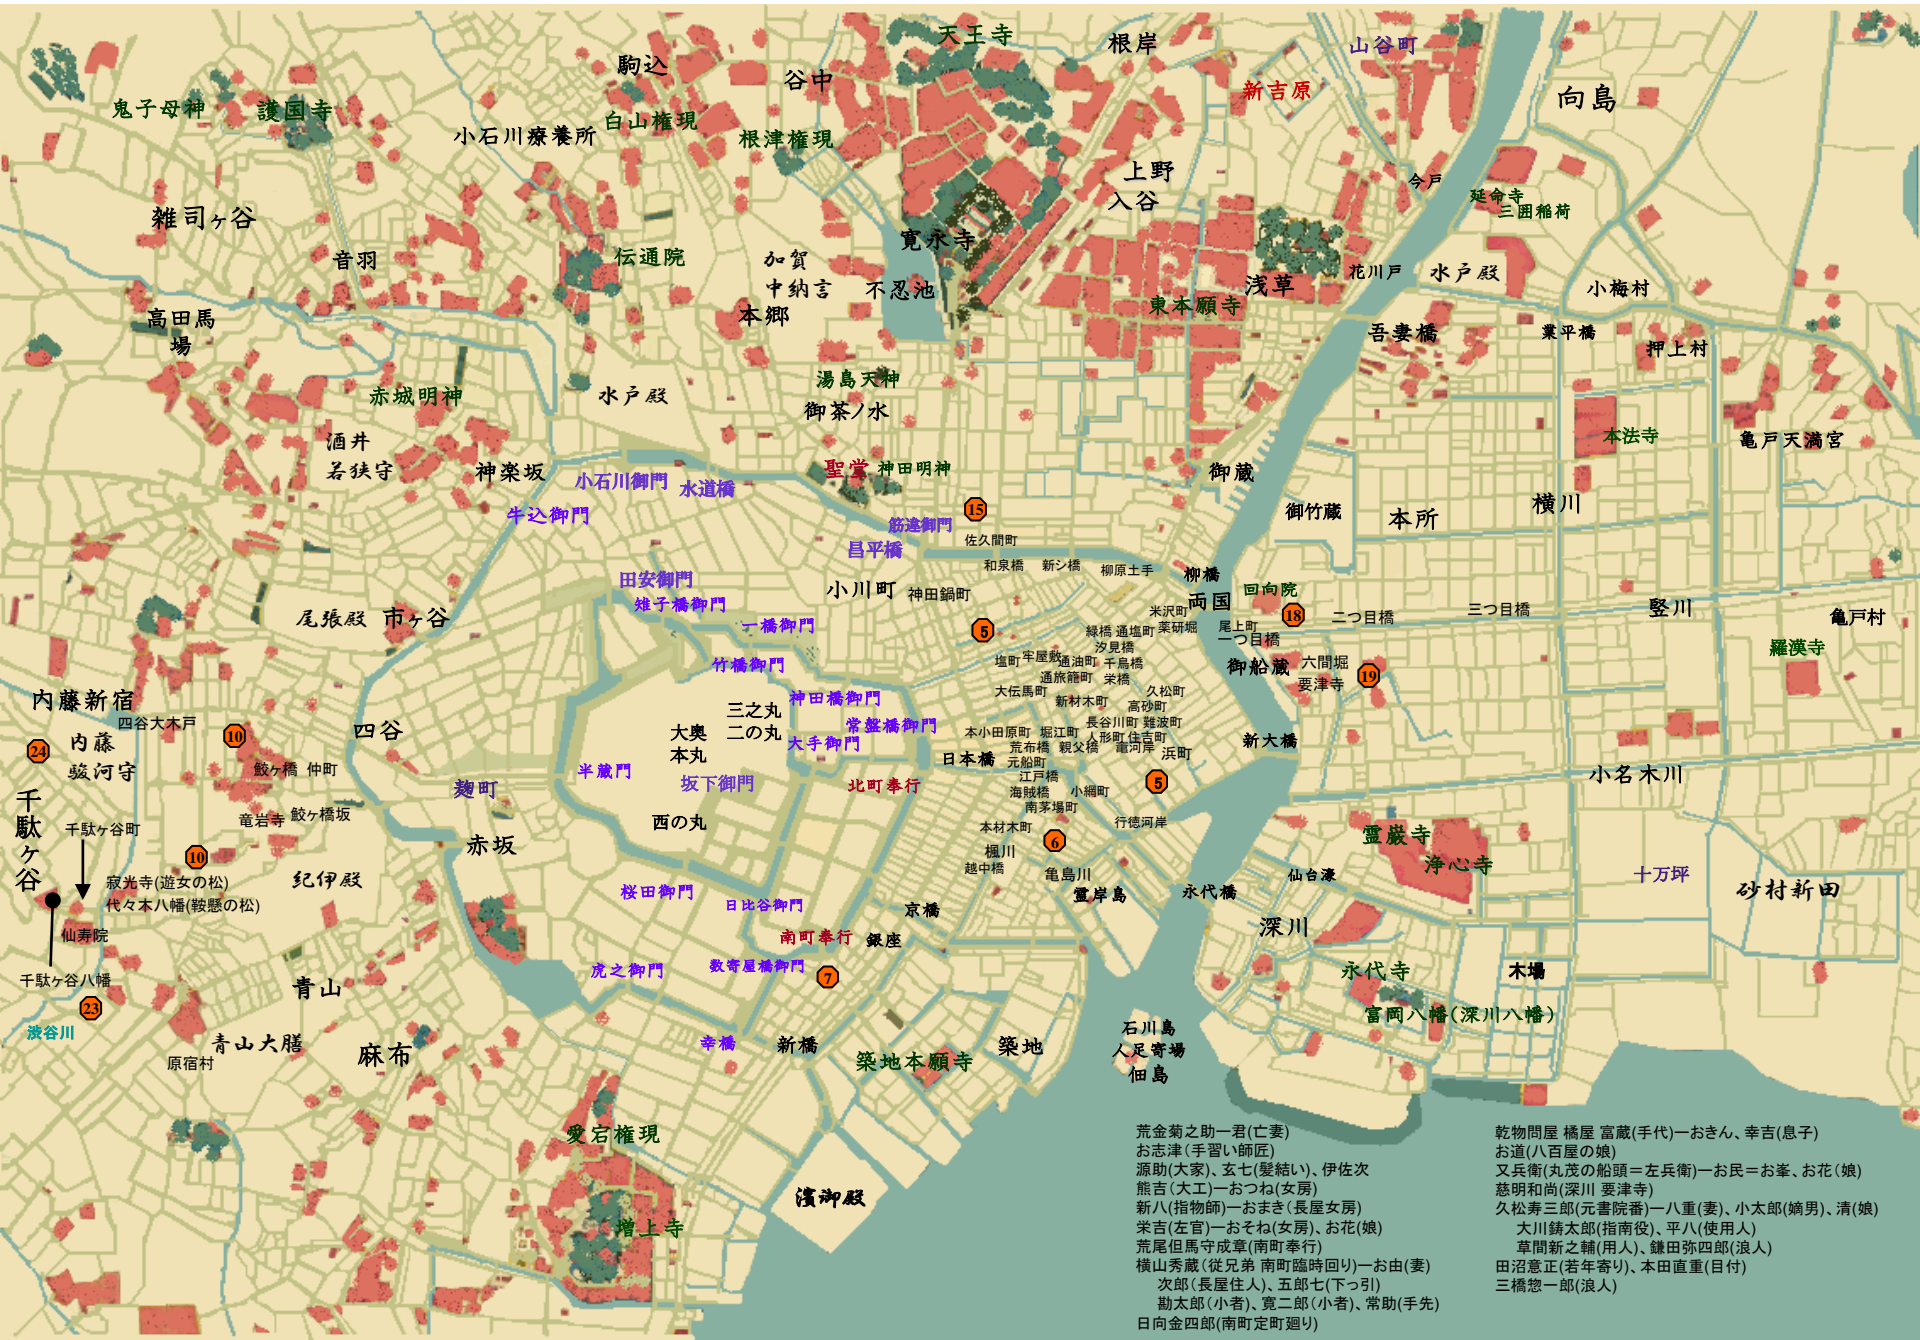 天王寺
根岸
山谷町
駒込
谷中
新吉原
向島
鬼子母神
護国寺
白山権現
小石川療養所
根津権現
上野
入谷
今戸
延命寺
三囲稲荷
雑司ヶ谷
音羽
伝通院
加賀
中納言
本郷
寛永寺
不忍池
浅草
東本願寺
花川戸
水戸殿
小梅村
高田馬
場
吾妻橋
業平橋
押上村
赤城明神
水戸殿
湯島天神
御茶ノ水
酒井
若狭守
神楽坂
小石川御門
水道橋
聖堂
神田明神
御蔵
本法寺
亀戸天満宮
牛込御門
筋違御門
昌平橋
15
佐久間町
御竹蔵
本所
横川
和泉橋
新シ橋
柳原土手
柳橋
田安御門
雉子橋御門
小川町
神田鍋町
両国
回向院
18
米沢町
薬研堀
尾上町
一つ目橋
二つ目橋
三つ目橋
竪川
亀戸村
尾張殿
市ヶ谷
一橋御門
5
緑橋
通塩町
汐見橋
竹橋御門
塩町
牢屋敷
通油町
千鳥橋
通旅籠町
栄橋
御船蔵
六間堀
要津寺
19
羅漢寺
内藤新宿
四谷大木戸
10
四谷
神田橋御門
常盤橋御門
大手御門
三之丸
二の丸
大奥
本丸
大伝馬町
新材木町
久松町
高砂町
長谷川町
難波町
人形町
住吉町
本小田原町
堀江町
荒布橋
親父橋
竈河岸
浜町
新大橋
24
内藤
駿河守
鮫ヶ橋
仲町
半蔵門
坂下御門
北町奉行
日本橋
元船町
江戸橋
海賊橋
小網町
南茅場町
5
小名木川
麹町
千駄ヶ谷
千駄ヶ谷町
竜岩寺
鮫ヶ橋坂
西の丸
本材木町
行徳河岸
6
楓川
越中橋
亀島川
霊岸島
永代橋
霊巌寺
浄心寺
仙台濠
十万坪
砂村新田
赤坂
10
寂光寺(遊女の松)
代々木八幡(鞍懸の松)
紀伊殿
仙寿院
桜田御門
日比谷御門
京橋
南町奉行
銀座
深川
千駄ヶ谷八幡
23
渋谷川
青山
虎之御門
数寄屋橋御門
7
永代寺
木場
富岡八幡(深川八幡)
青山大膳
原宿村
麻布
幸橋
新橋
築地本願寺
築地
石川島
人足寄場
佃島
愛宕権現
増上寺
濱御殿
荒金菊之助―君(亡妻)
お志津(手習い師匠)
源助(大家)、玄七(髪結い)、伊佐次
熊吉(大工)―おつね(女房)
新八(指物師)―おまき(長屋女房)
栄吉(左官)―おそね(女房)、お花(娘)
荒尾但馬守成章(南町奉行)
横山秀蔵(従兄弟 南町臨時回り)―お由(妻)
次郎(長屋住人)、五郎七(下っ引)
勘太郎(小者)、寛二郎(小者)、常助(手先)
日向金四郎(南町定町廻り)
乾物問屋 橘屋 富蔵(手代)―おきん、幸吉(息子)
お道(八百屋の娘)
又兵衛(丸茂の船頭＝左兵衛)―お民＝お峯、お花(娘)
慈明和尚(深川 要津寺)
久松寿三郎(元書院番)―八重(妻)、小太郎(嫡男)、清(娘)
大川鋳太郎(指南役)、平八(使用人)
草間新之輔(用人)、鎌田弥四郎(浪人)
田沼意正(若年寄り)、本田直重(目付)
三橋惣一郎(浪人)